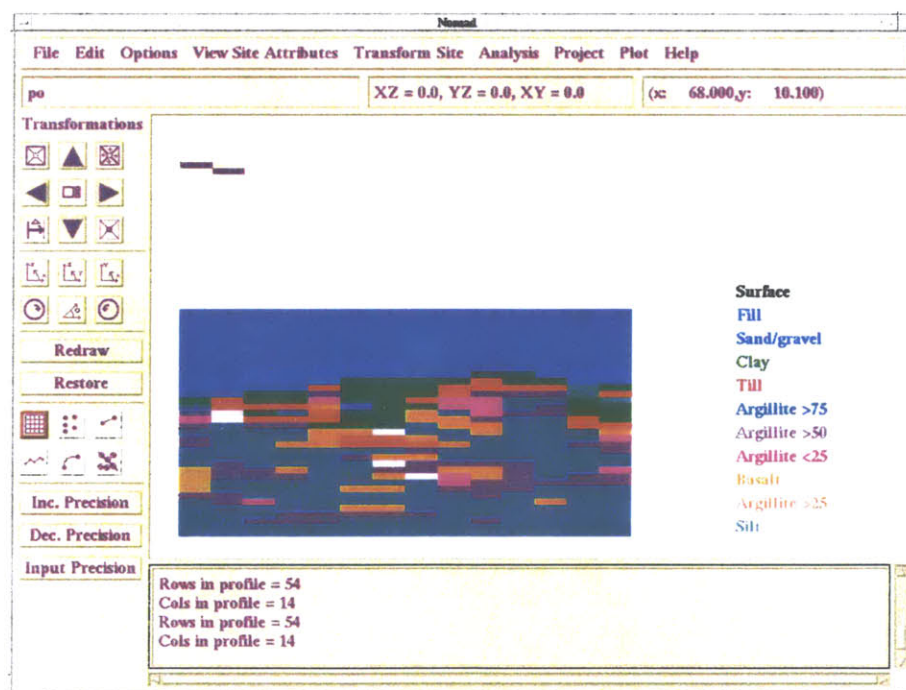 Nomad
File Edit Options View Site Attributes Transform Site Analysis Project Plot Help
po XZ = 0.0, YZ = 0.0, XY = 0.0 (x: 68.000,y: 10.100)
Transformations
Redraw
Restore
Inc. Precision
Dec. Precision
Input Precision
Surface
Fill
Sand/gravel
Clay
Till
Argillite >75
Argillite >50
Argillite <25
Basalt
Argillite >25
Silt
Rows in profile = 54
Cols in profile = 14
Rows in profile = 54
Cols in profile = 14